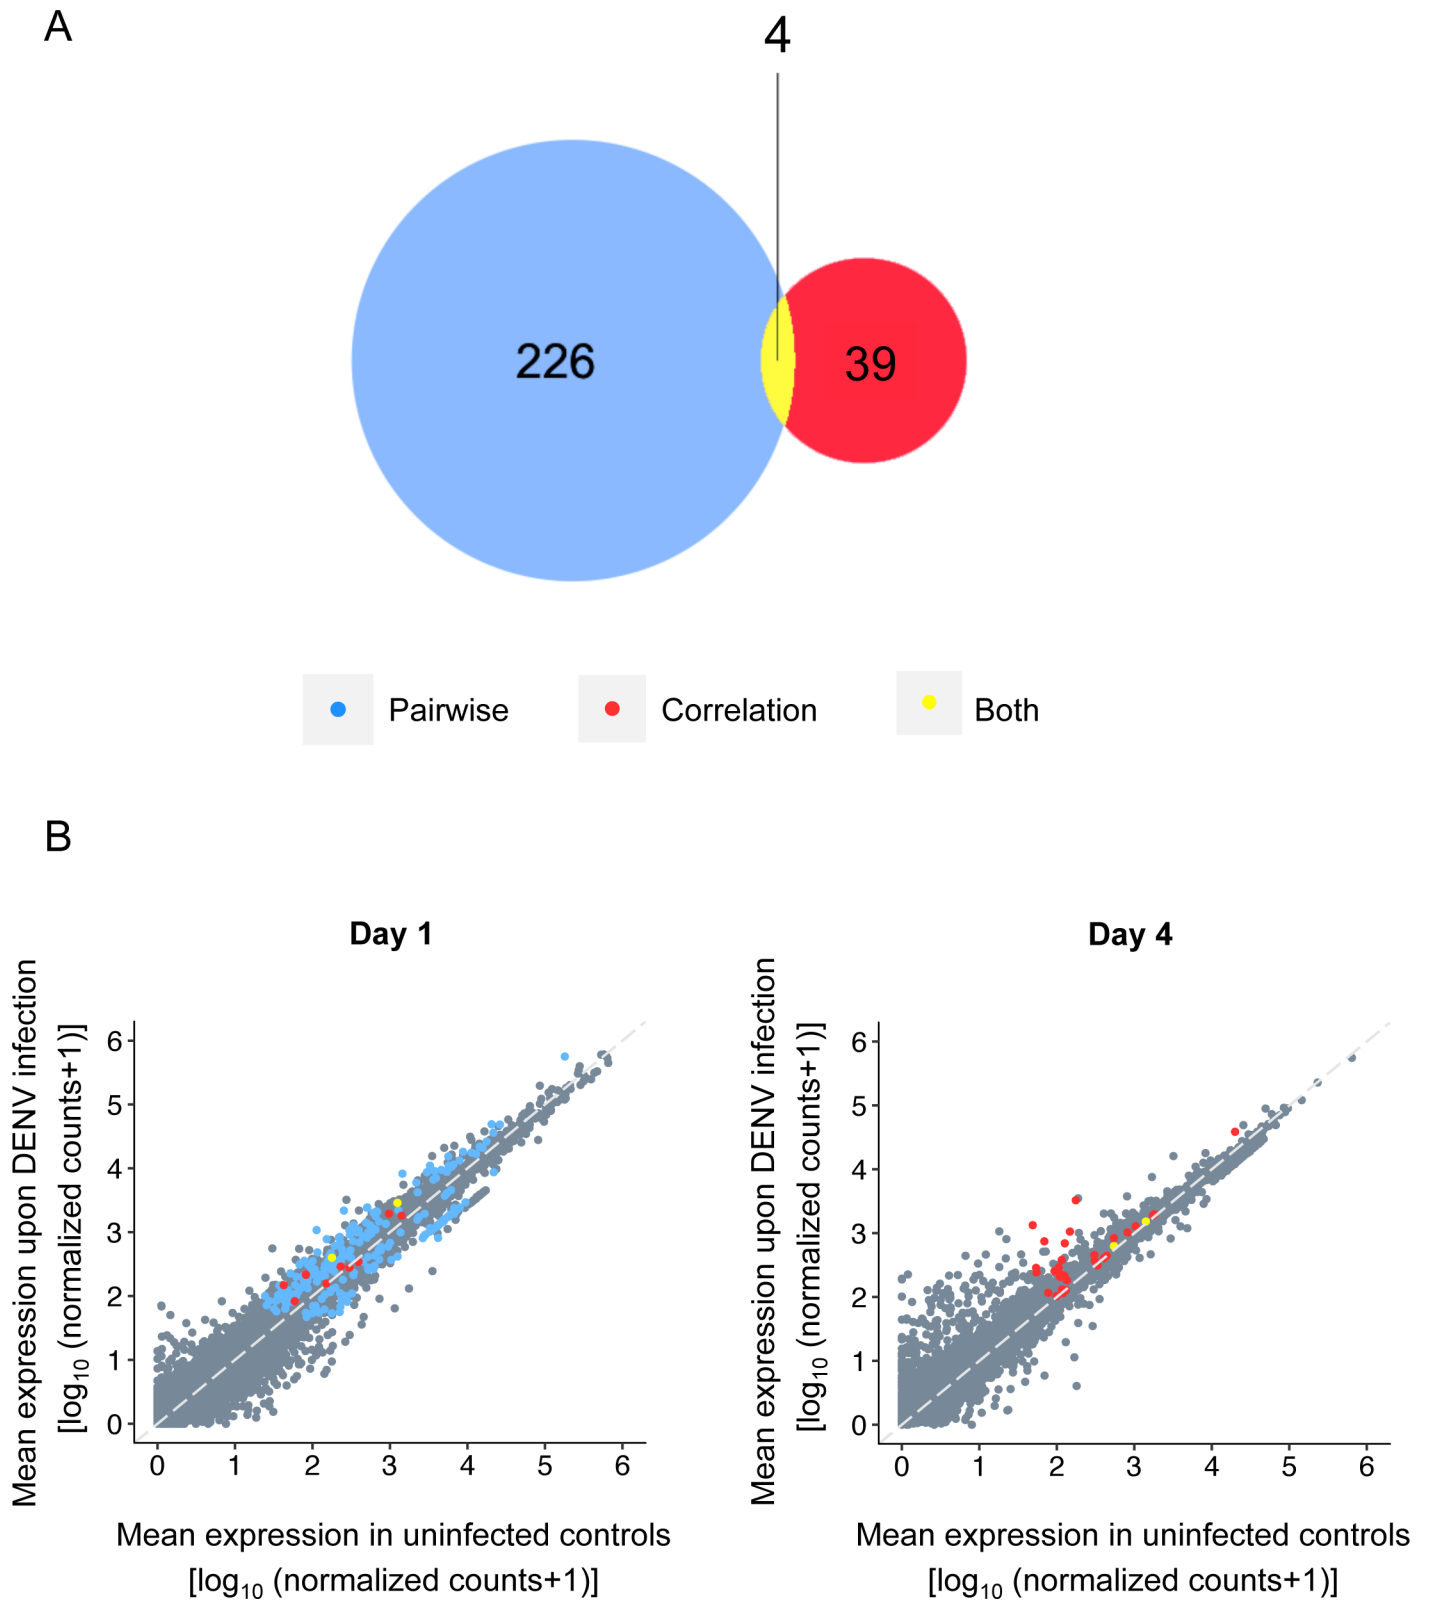 A
4
226
39
Pairwise
Correlation
Both
B
Day 1
Mean expression upon DENV infection
[log10 (normalized counts+1)]
6
5
4
3
2
1
0
0 1 2 3 4 5 6
Mean expression in uninfected controls
[log10 (normalized counts+1)]
Day 4
Mean expression upon DENV infection
[log10 (normalized counts+1)]
6
5
4
3
2
1
0
0 1 2 3 4 5 6
Mean expression in uninfected controls
[log10 (normalized counts+1)]